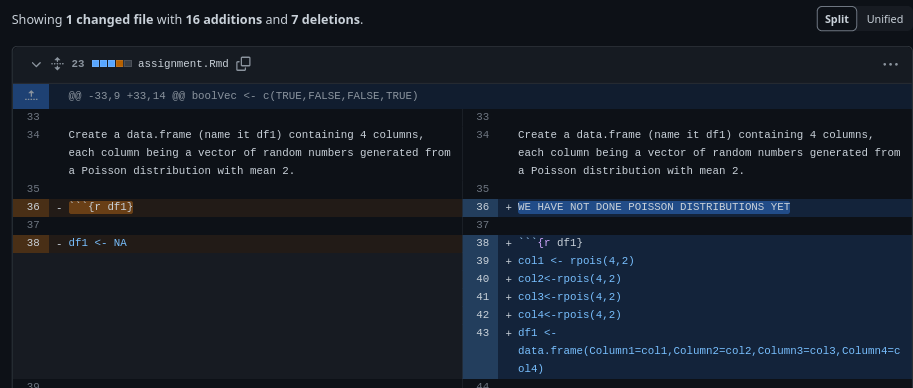 Showing 1 changed file with 16 additions and 7 deletions.
Split Unified
23 assignment.Rmd
@@ -33,9 +33,14 @@ boolVec <- c(TRUE,FALSE,FALSE,TRUE)
33
34 Create a data.frame (name it df1) containing 4 columns,
each column being a vector of random numbers generated from
a Poisson distribution with mean 2.
35
36 - ```{r df1}
37
38 - df1 <- NA
39
33
34 Create a data.frame (name it df1) containing 4 columns,
each column being a vector of random numbers generated from
a Poisson distribution with mean 2.
35
36 + WE HAVE NOT DONE POISSON DISTRIBUTIONS YET
37
38 + ```{r df1}
39 + col1 <- rpois(4,2)
40 + col2<-rpois(4,2)
41 + col3<-rpois(4,2)
42 + col4<-rpois(4,2)
43 + df1 <-
data.frame(Column1=col1,Column2=col2,Column3=col3,Column4=c
ol4)
44